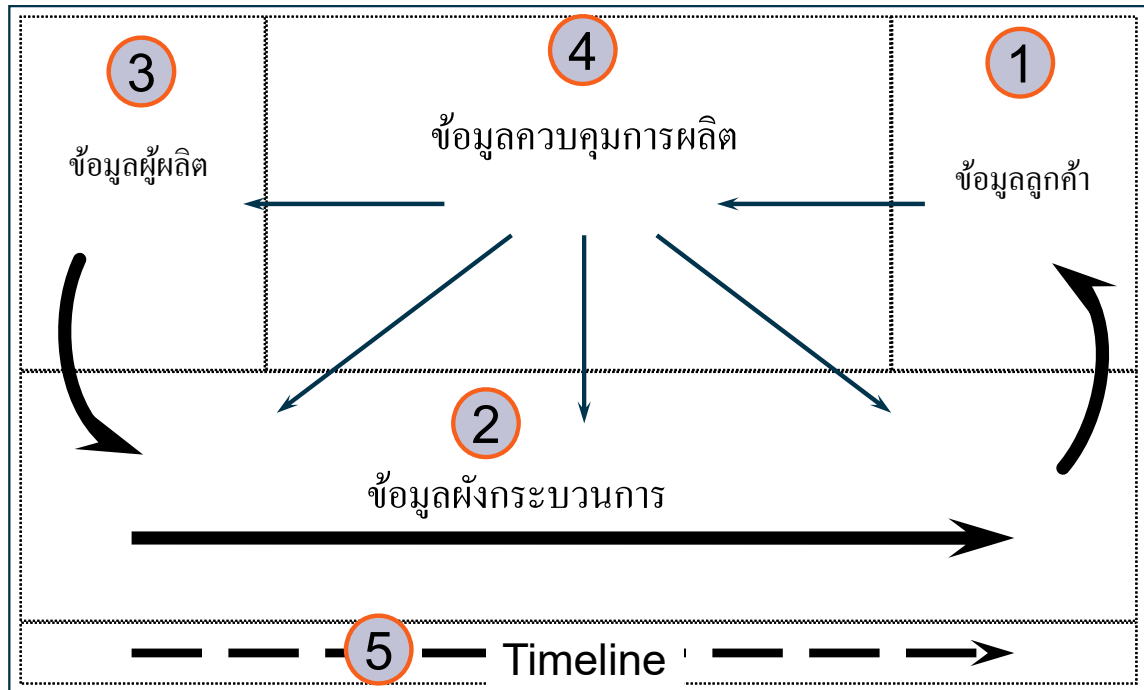 3
4
1
ข้อมูลผู้ผลิต
ข้อมูลควบคุมการผลิต
ข้อมูลลูกค้า
2
ข้อมูลผังกระบวนการ
5
Timeline